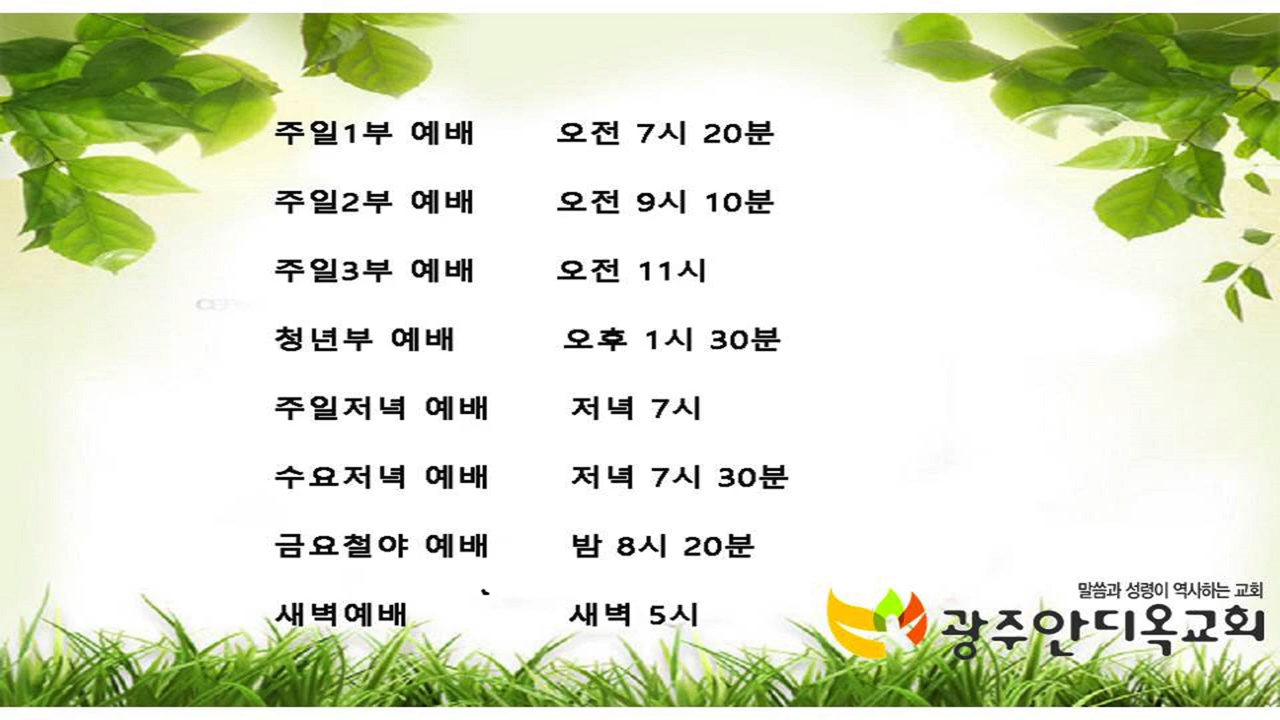 주일1부 예배 오전 7시 20분
주일2부 예배 오전 9시 10분
주일3부 예배 오전 11시
청년부 예배 오후 1시 30분
주일저녁 예배 저녁 7시
수요저녁 예배 저녁 7시 30분
금요철야 예배 밤 8시 20분
새벽예배 새벽 5시
말씀과 성령이 역사하는 교회
광주안디옥교회